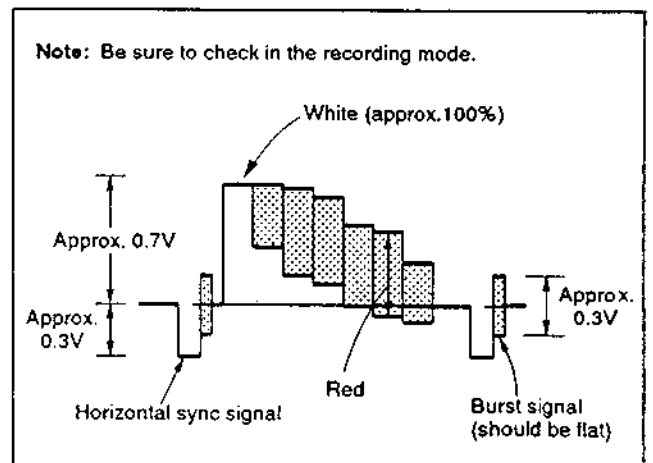 Note: Be sure to check in the recording mode.
White (approx.100%)
Approx. 0.7V
Approx.
0.3V
Approx.
0.3V
Red
Horizontal sync signal
Burst signal
(should be flat)